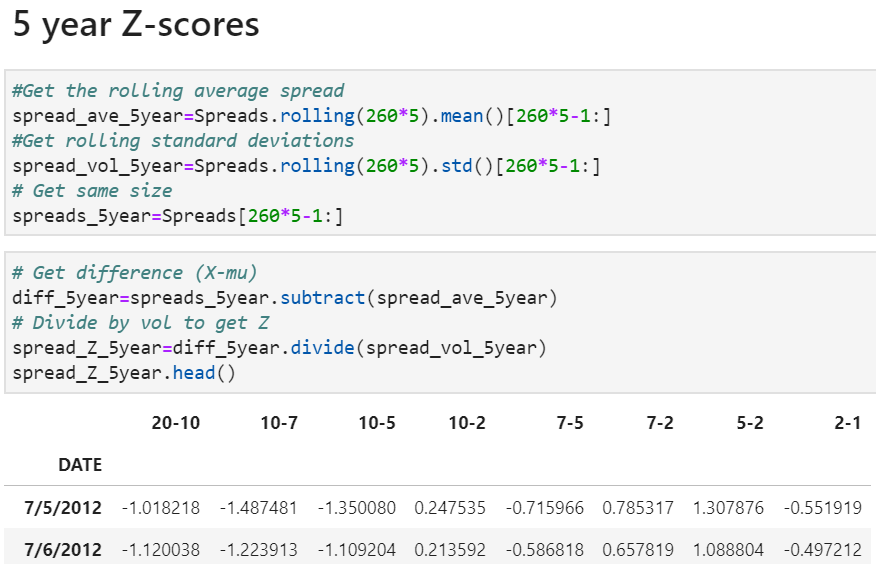 5 year Z-scores
#Get the rolling average spread
spread_ave_5year=Spreads.rolling(260*5).mean()[260*5-1:]
#Get rolling standard deviations
spread_vol_5year=Spreads.rolling(260*5).std()[260*5-1:]
# Get same size
spreads_5year=Spreads[260*5-1:]
# Get difference (X-mu)
diff_5year=spreads_5year.subtract(spread_ave_5year)
# Divide by vol to get Z
spread_Z_5year=diff_5year.divide(spread_vol_5year)
spread_Z_5year.head()
20-10 10-7 10-5 10-2 7-5 7-2 5-2 2-1
DATE
7/5/2012 -1.018218 -1.487481 -1.350080 0.247535 -0.715966 0.785317 1.307876 -0.551919
7/6/2012 -1.120038 -1.223913 -1.109204 0.213592 -0.586818 0.657819 1.088804 -0.497212